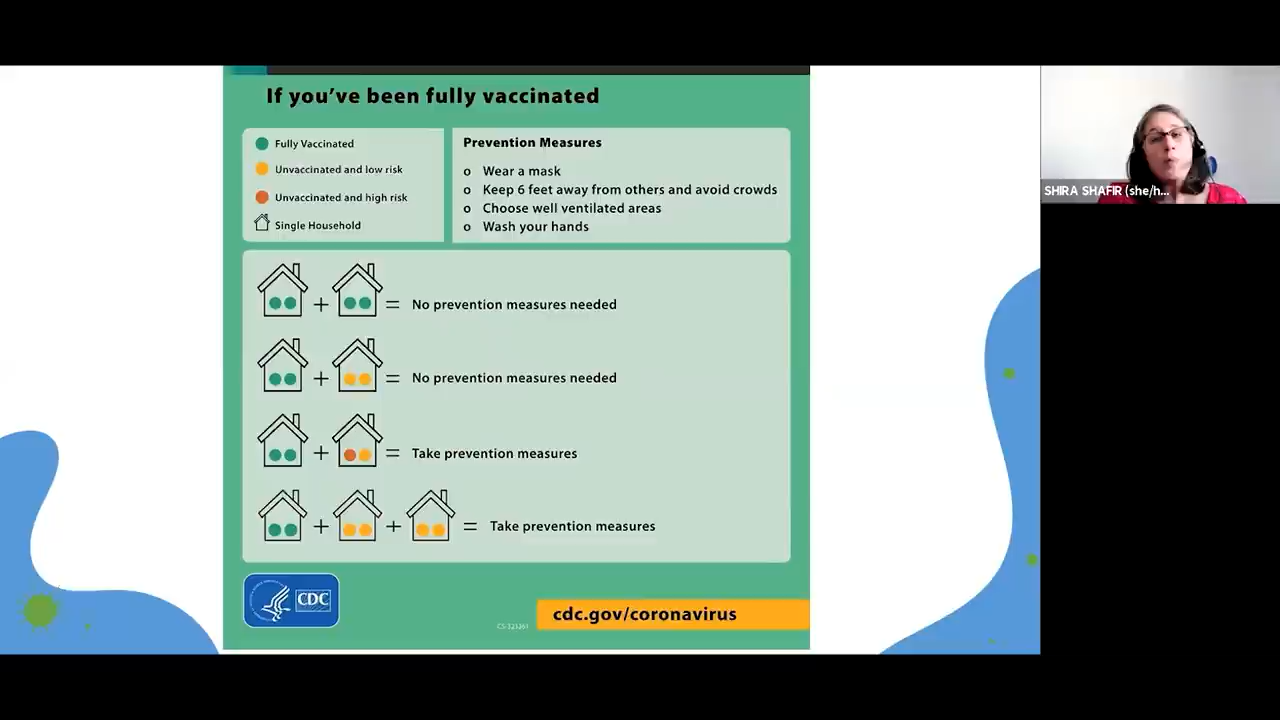 If you've been fully vaccinated
Fully Vaccinated
Unvaccinated and low risk
Unvaccinated and high risk
Single Household
Prevention Measures
o Wear a mask
o Keep 6 feet away from others and avoid crowds
o Choose well ventilated areas
o Wash your hands
+ = No prevention measures needed
+ = No prevention measures needed
+ = Take prevention measures
+ + = Take prevention measures
CDC
cdc.gov/coronavirus
SHIRA SHAFIR (she/h...